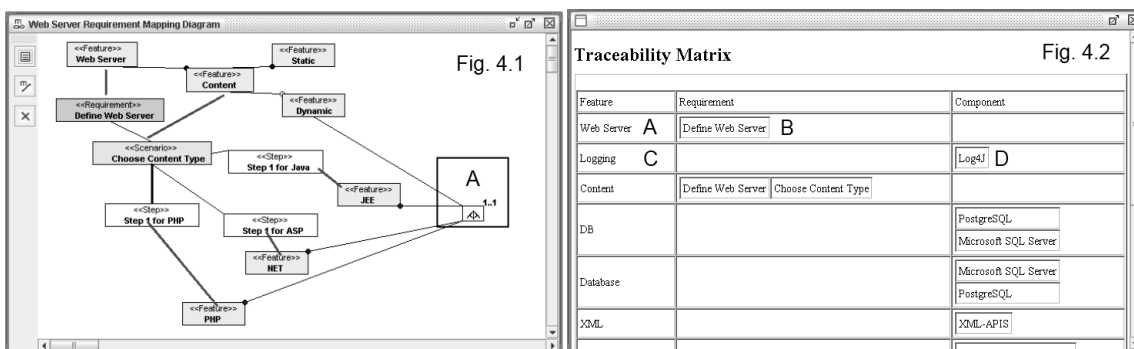 Web Server Requirement Mapping Diagram
Fig. 4.1
<<Feature>>
Web Server
<<Feature>>
Static
<<Feature>>
Content
<<Feature>>
Dynamic
<<Requirement>>
Define Web Server
<<Scenario>>
Choose Content Type
<<Step>>
Step 1 for Java
A
1..1
<<Feature>>
JEE
<<Step>>
Step 1 for PHP
<<Step>>
Step 1 for ASP
<<Feature>>
NET
<<Feature>>
PHP
Traceability Matrix
Fig. 4.2
Feature Requirement Component
Web Server A Define Web Server B
Logging C Log4J D
Content Define Web Server Choose Content Type
DB PostgreSQL
Microsoft SQL Server
Database Microsoft SQL Server
PostgreSQL
XML XML-APIS